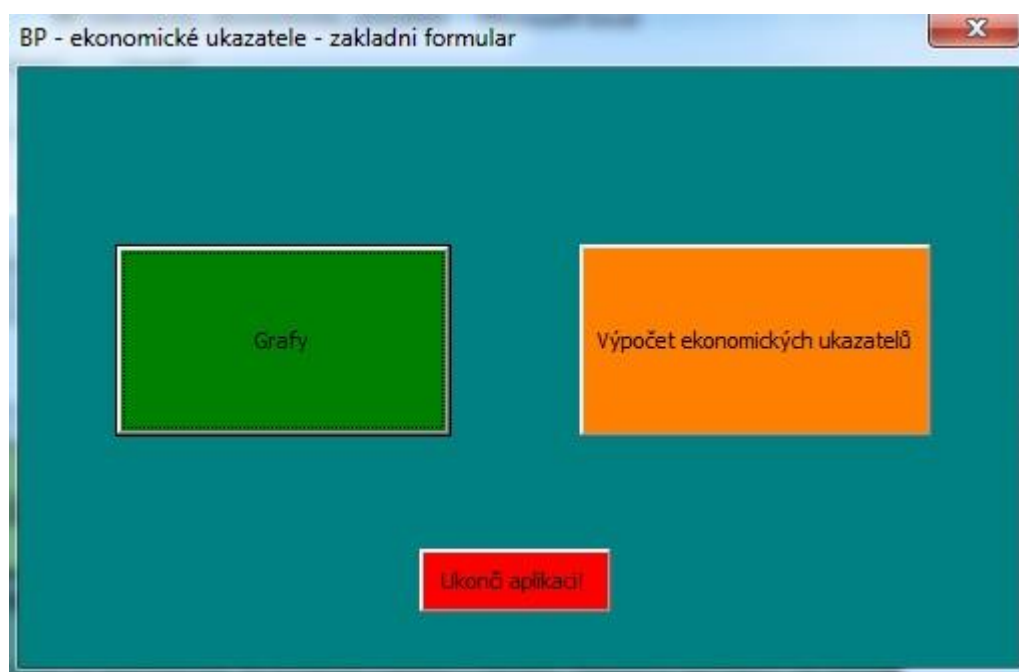 BP - ekonomické ukazatele - zakladni formular
Grafy
Výpočet ekonomických ukazatelů
Ukonči aplikaci!